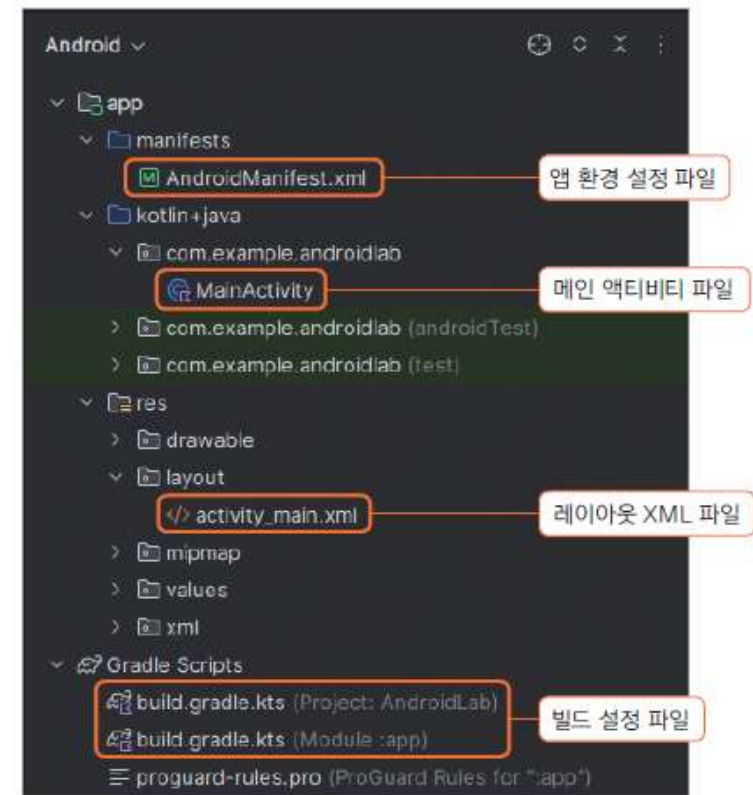 Android
app
manifests
AndroidManifest.xml
앱 환경 설정 파일
kotlin+java
com.example.androidlab
MainActivity
메인 액티비티 파일
com.example.androidlab (androidTest)
com.example.androidlab (test)
res
drawable
layout
activity_main.xml
레이아웃 XML 파일
mipmap
values
xml
Gradle Scripts
build.gradle.kts (Project: AndroidLab)
build.gradle.kts (Module :app)
빌드 설정 파일
proguard-rules.pro (ProGuard Rules for ":app")